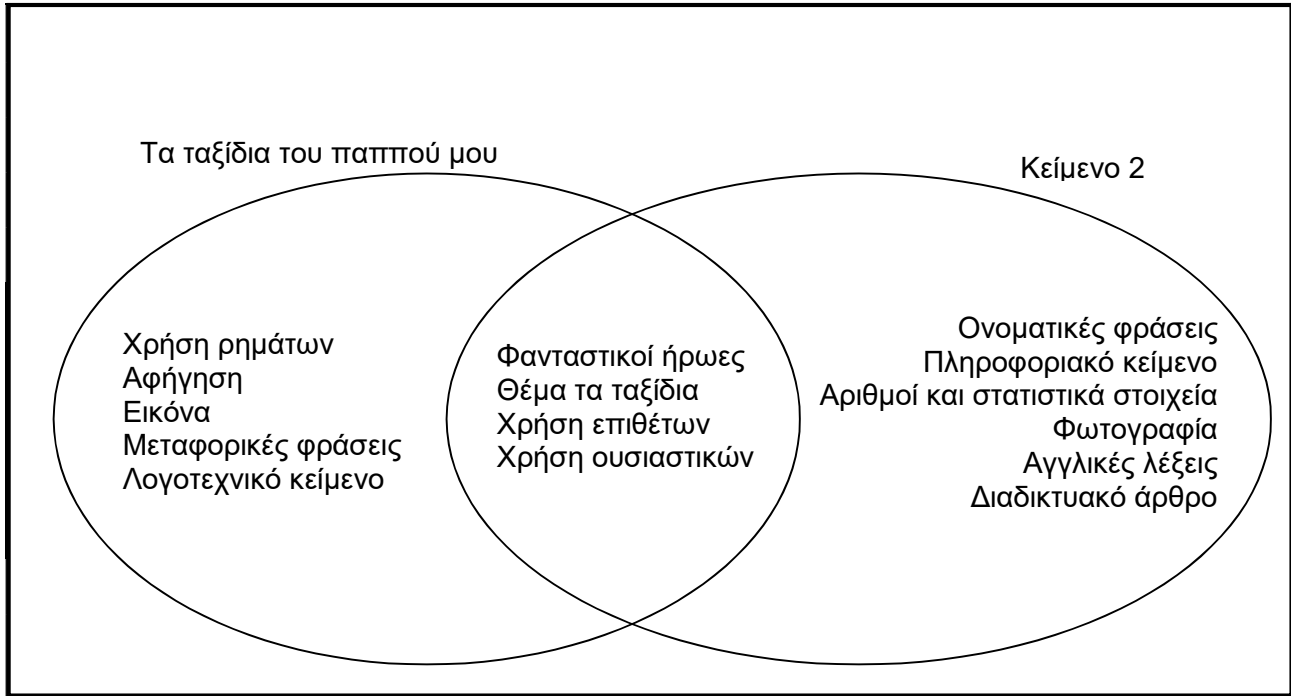 Τα ταξίδια του παππού μου
Κείμενο 2
Χρήση ρημάτων
Αφήγηση
Εικόνα
Μεταφορικές φράσεις
Λογοτεχνικό κείμενο
Φανταστικοί ήρωες
Θέμα τα ταξίδια
Χρήση επιθέτων
Χρήση ουσιαστικών
Ονοματικές φράσεις
Πληροφοριακό κείμενο
Αριθμοί και στατιστικά στοιχεία
Φωτογραφία
Αγγλικές λέξεις
Διαδικτυακό άρθρο